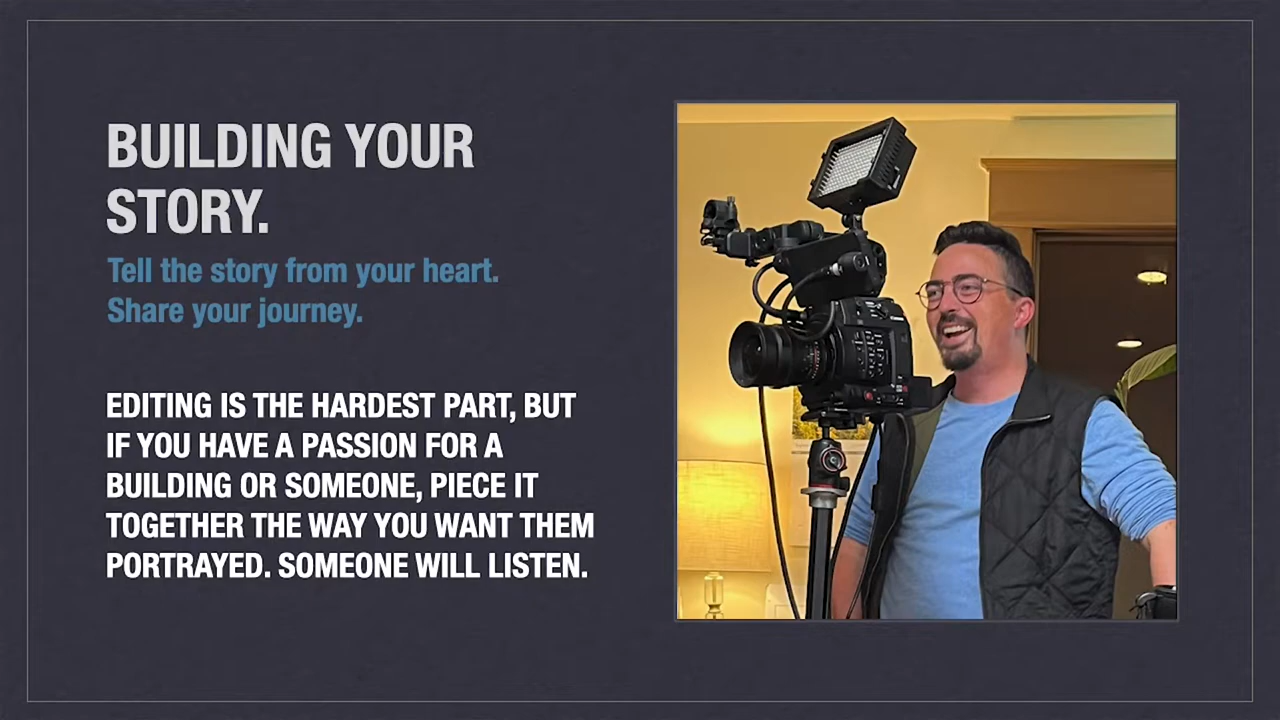 BUILDING YOUR
STORY.
Tell the story from your heart.
Share your journey.
EDITING IS THE HARDEST PART, BUT
IF YOU HAVE A PASSION FOR A
BUILDING OR SOMEONE, PIECE IT
TOGETHER THE WAY YOU WANT THEM
PORTRAYED. SOMEONE WILL LISTEN.